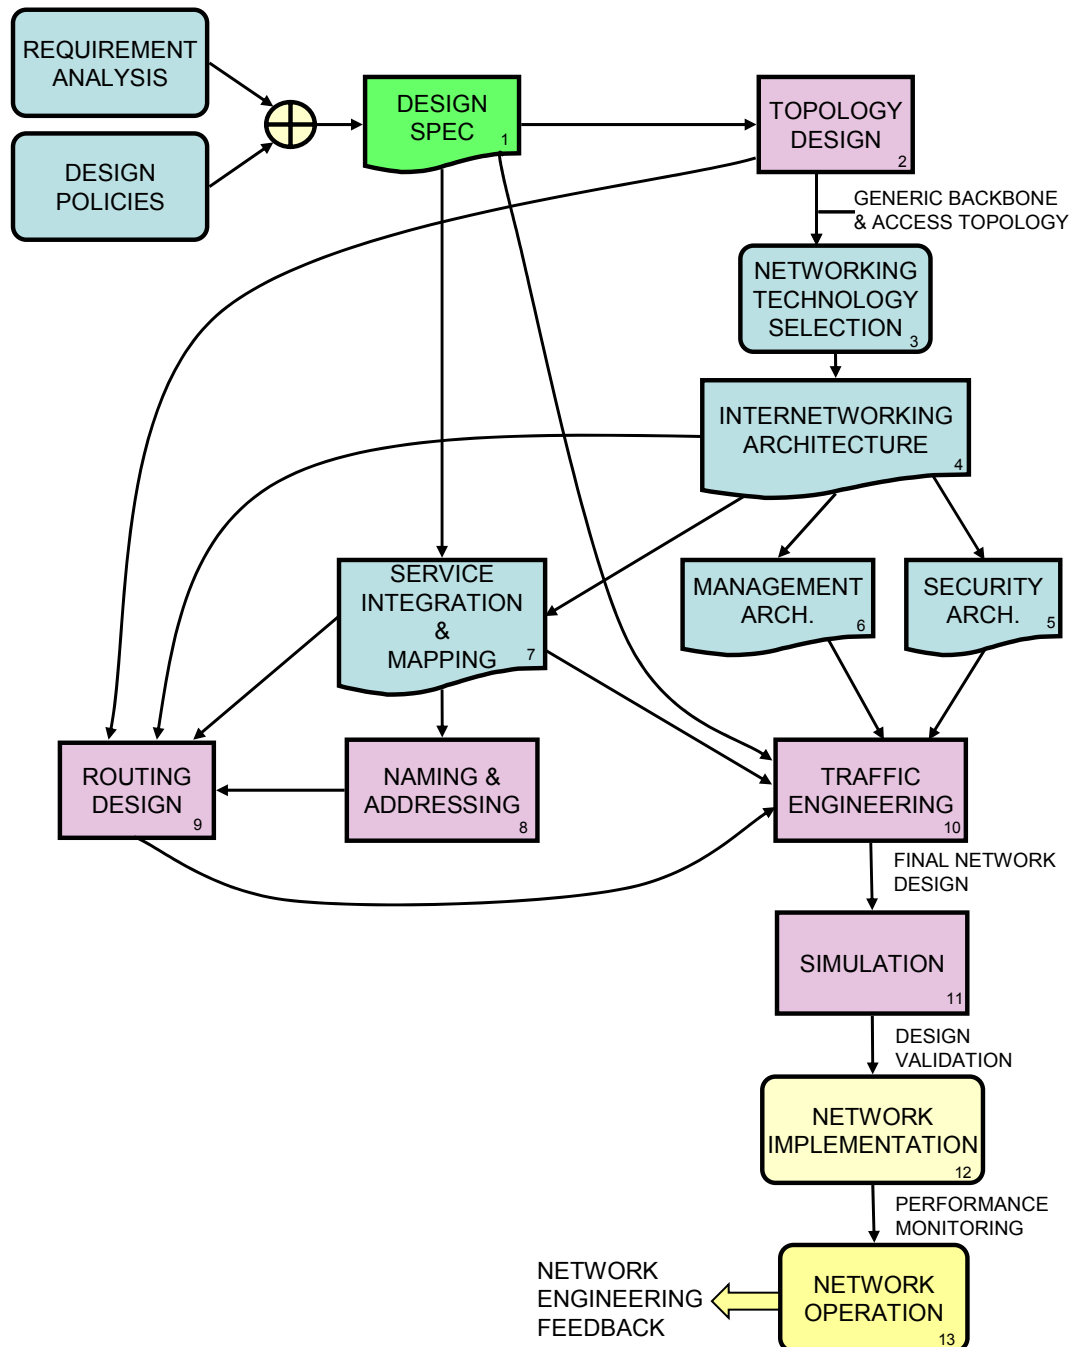 REQUIREMENT
ANALYSIS
DESIGN
POLICIES
DESIGN
SPEC
1
TOPOLOGY
DESIGN
2
GENERIC BACKBONE
& ACCESS TOPOLOGY
NETWORKING
TECHNOLOGY
SELECTION
3
INTERNETWORKING
ARCHITECTURE
4
SERVICE
INTEGRATION
&
MAPPING
7
MANAGEMENT
ARCH.
6
SECURITY
ARCH.
5
ROUTING
DESIGN
9
NAMING &
ADDRESSING
8
TRAFFIC
ENGINEERING
10
FINAL NETWORK
DESIGN
SIMULATION
11
DESIGN
VALIDATION
NETWORK
IMPLEMENTATION
12
PERFORMANCE
MONITORING
NETWORK
ENGINEERING
FEEDBACK
NETWORK
OPERATION
13